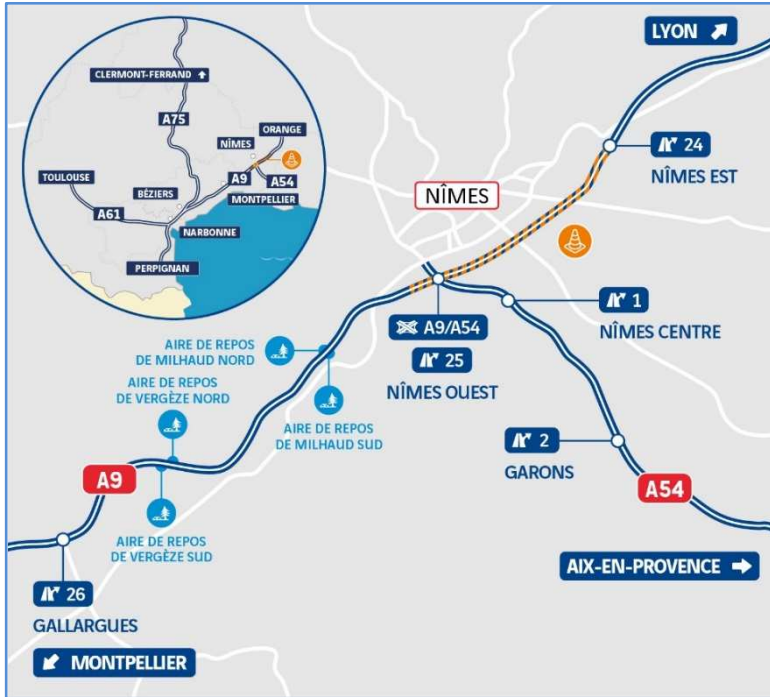 LYON
CLERMONT-FERRAND
A75
ORANGE
NÎMES
TOULOUSE
A9
A54
BÉZIERS
MONTPELLIER
A61
NARBONNE
PERPIGNAN
24
NÎMES EST
NÎMES
1
NÎMES CENTRE
A9/A54
25
NÎMES OUEST
AIRE DE REPOS
DE MILHAUD NORD
AIRE DE REPOS
DE VERGÈZE NORD
AIRE DE REPOS
DE MILHAUD SUD
2
GARONS
A9
A54
AIRE DE REPOS
DE VERGÈZE SUD
AIX-EN-PROVENCE
26
GALLARGUES
MONTPELLIER